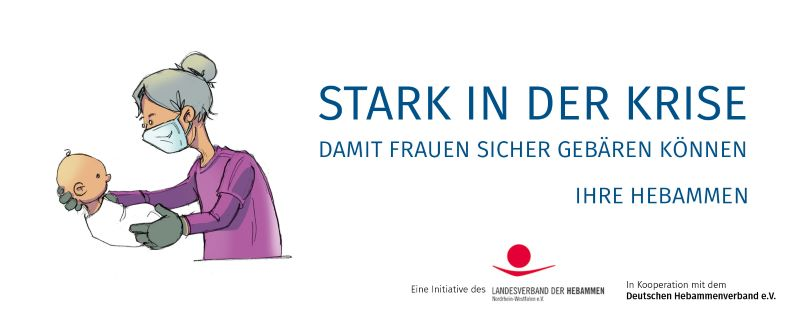 STARK IN DER KRISE
DAMIT FRAUEN SICHER GEBÄREN KÖNNEN
IHRE HEBAMMEN
Eine Initiative des
LANDESVERBAND DER HEBAMMEN
Nordrhein-Westfalen e.V.
In Kooperation mit dem
Deutschen Hebammenverband e.V.